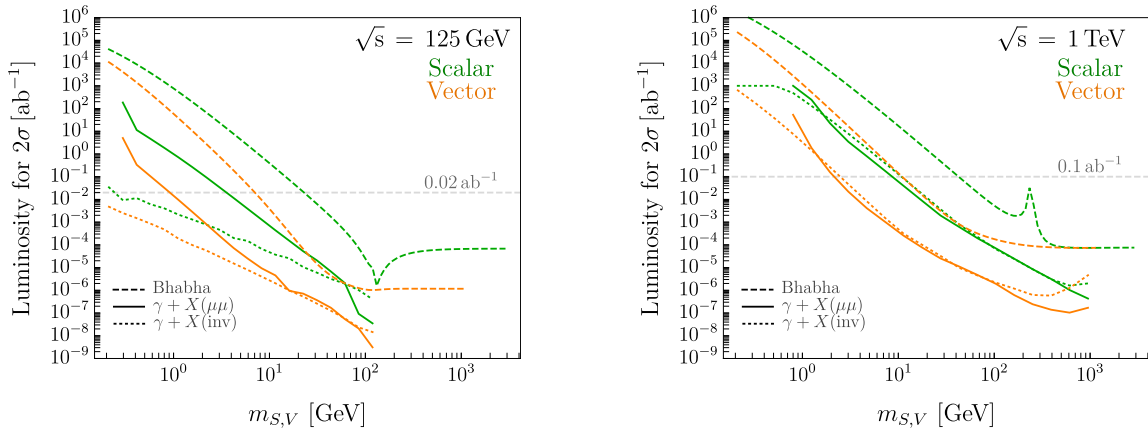 √s = 125 GeV
Scalar
Vector
0.02 ab⁻¹
Bhabha
γ + X(μμ)
γ + X(inv)
Luminosity for 2σ [ab⁻¹]
10⁶
10⁵
10⁴
10³
10²
10¹
10⁰
10⁻¹
10⁻²
10⁻³
10⁻⁴
10⁻⁵
10⁻⁶
10⁻⁷
10⁻⁸
10⁻⁹
10⁰ 10¹ 10² 10³
m_{S,V} [GeV]
√s = 1 TeV
Scalar
Vector
0.1 ab⁻¹
Bhabha
γ + X(μμ)
γ + X(inv)
Luminosity for 2σ [ab⁻¹]
10⁶
10⁵
10⁴
10³
10²
10¹
10⁰
10⁻¹
10⁻²
10⁻³
10⁻⁴
10⁻⁵
10⁻⁶
10⁻⁷
10⁻⁸
10⁻⁹
10⁰ 10¹ 10² 10³
m_{S,V} [GeV]